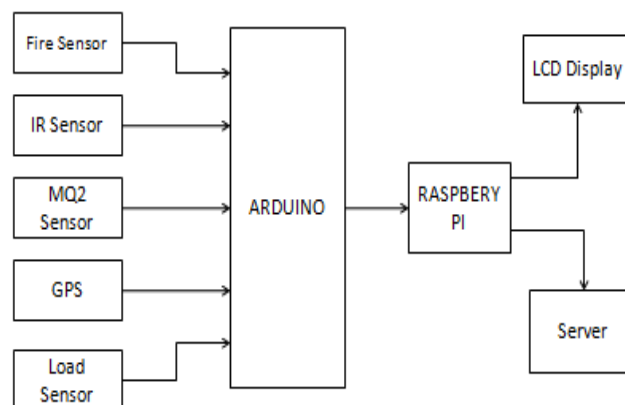 Fire Sensor
IR Sensor
MQ2
Sensor
GPS
Load
Sensor
ARDUINO
RASPBERY
PI
LCD Display
Server